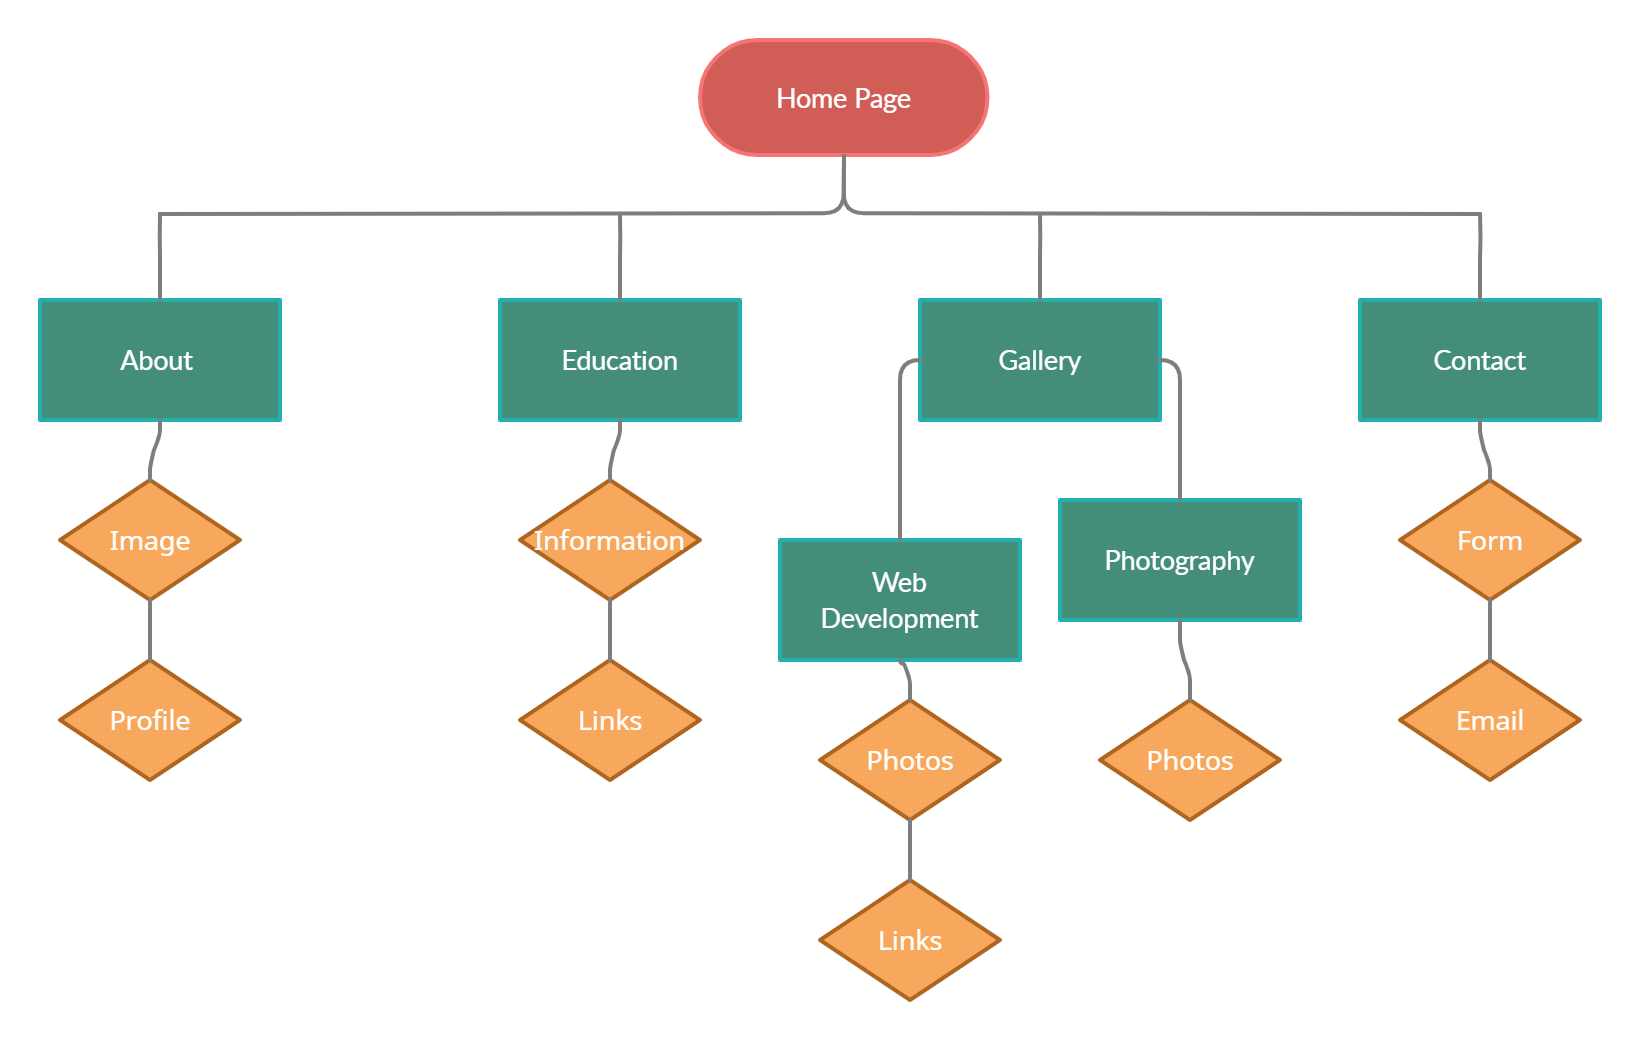 Home Page
About
Education
Gallery
Contact
Image
Information
Web
Development
Photography
Form
Profile
Links
Photos
Photos
Email
Links